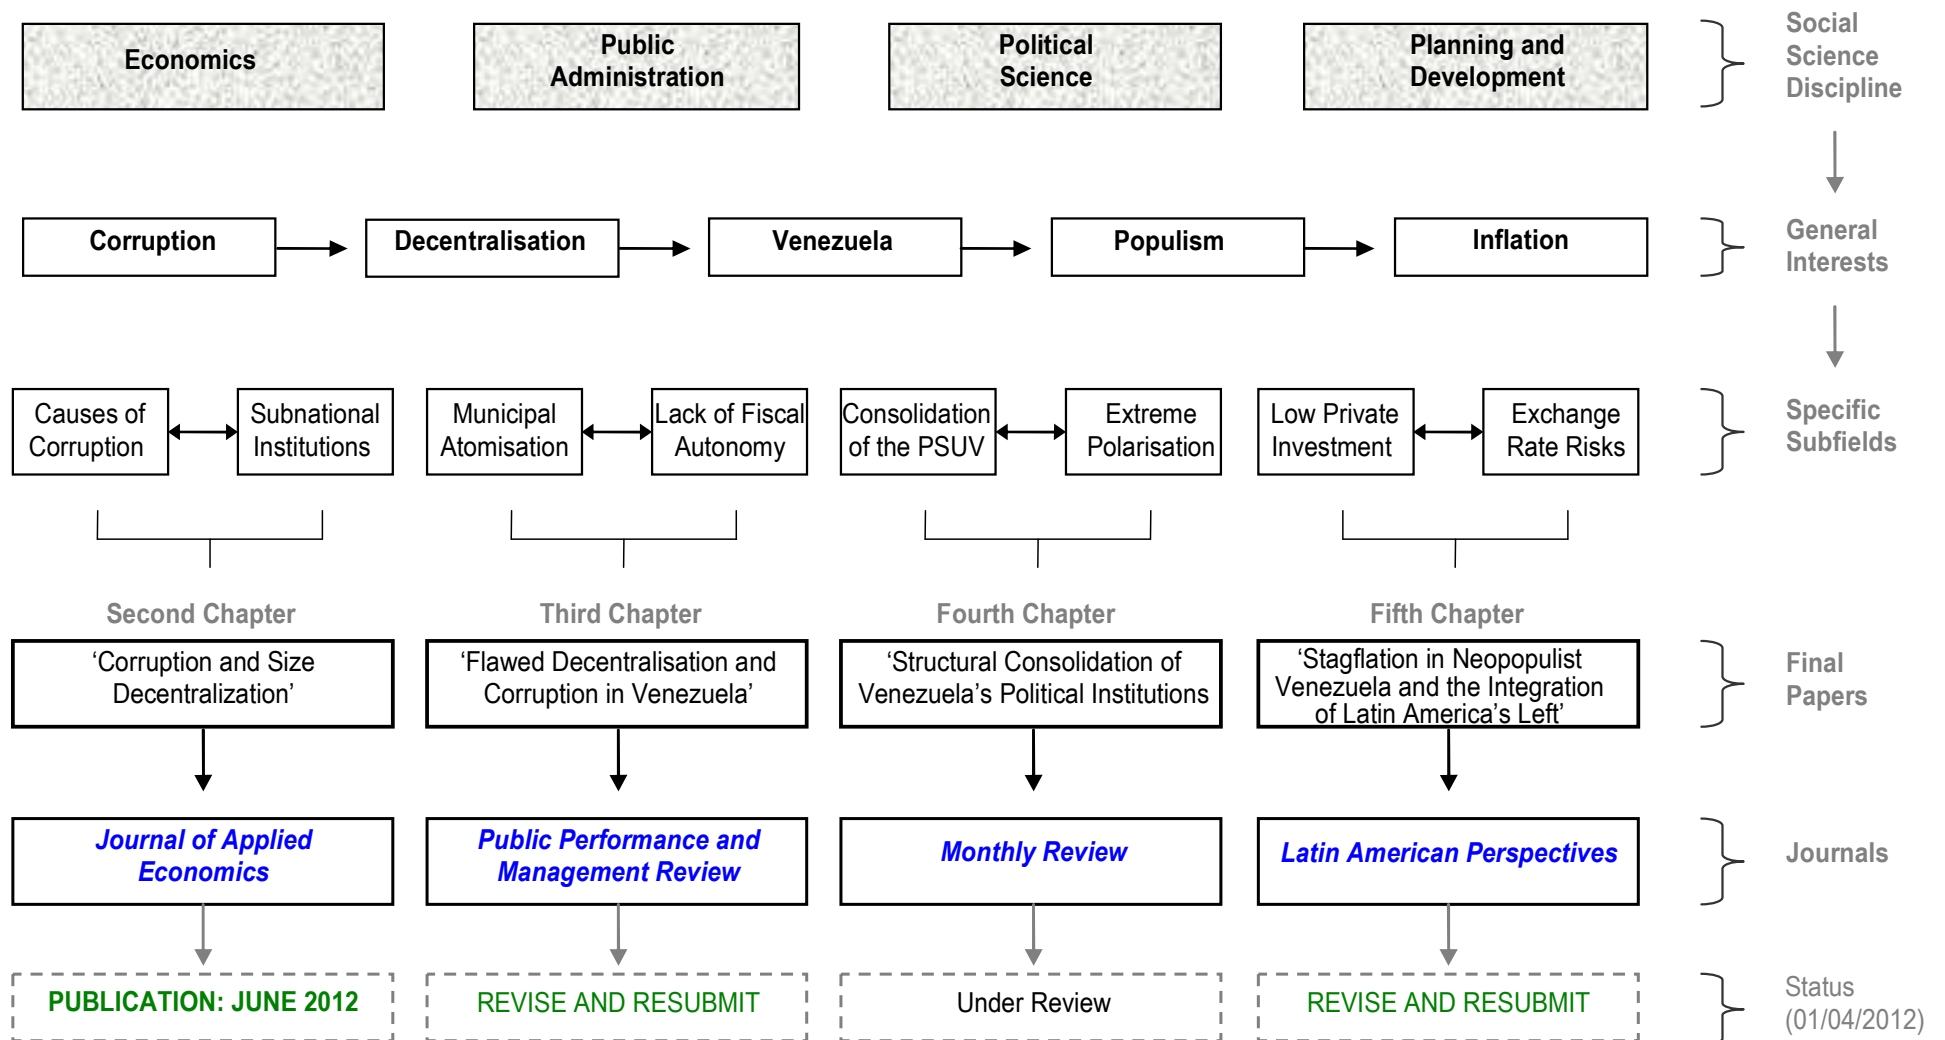 Economics
Public
Administration
Political
Science
Planning and
Development
Social
Science
Discipline
Corruption
Decentralisation
Venezuela
Populism
Inflation
General
Interests
Causes of
Corruption
Subnational
Institutions
Municipal
Atomisation
Lack of Fiscal
Autonomy
Consolidation
of the PSUV
Extreme
Polarisation
Low Private
Investment
Exchange
Rate Risks
Specific
Subfields
Second Chapter
Third Chapter
Fourth Chapter
Fifth Chapter
‘Corruption and Size
Decentralization’
‘Flawed Decentralisation and
Corruption in Venezuela’
‘Structural Consolidation of
Venezuela’s Political Institutions
‘Stagflation in Neopopulist
Venezuela and the Integration
of Latin America’s Left’
Final
Papers
Journal of Applied
Economics
Public Performance and
Management Review
Monthly Review
Latin American Perspectives
Journals
PUBLICATION: JUNE 2012
REVISE AND RESUBMIT
Under Review
REVISE AND RESUBMIT
Status
(01/04/2012)